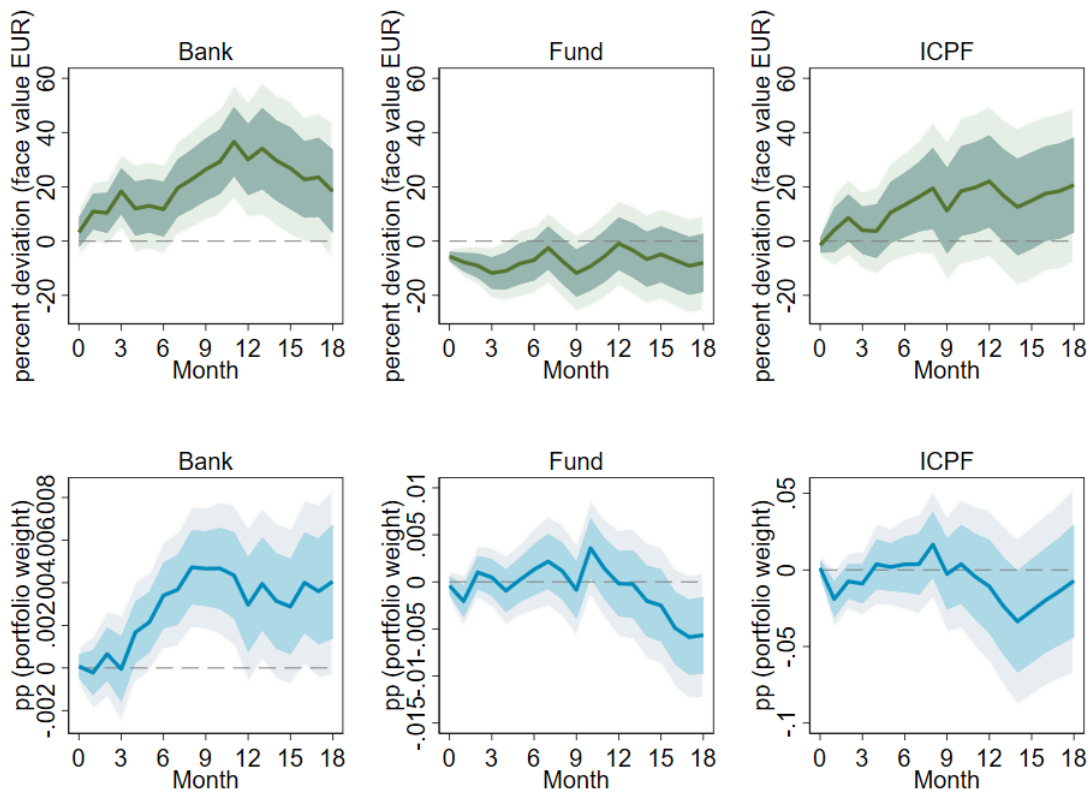 Bank
percent deviation (face value EUR)
60
40
20
0
-20
0 3 6 9 12 15 18
Month
Fund
percent deviation (face value EUR)
60
40
20
0
-20
0 3 6 9 12 15 18
Month
ICPF
percent deviation (face value EUR)
60
40
20
0
-20
0 3 6 9 12 15 18
Month
Bank
pp (portfolio weight)
.008
.006
.004
.002
0
-.002
0 3 6 9 12 15 18
Month
Fund
pp (portfolio weight)
.01
.005
0
-.005
-.01
-.015
0 3 6 9 12 15 18
Month
ICPF
pp (portfolio weight)
.05
0
-.05
-.1
0 3 6 9 12 15 18
Month